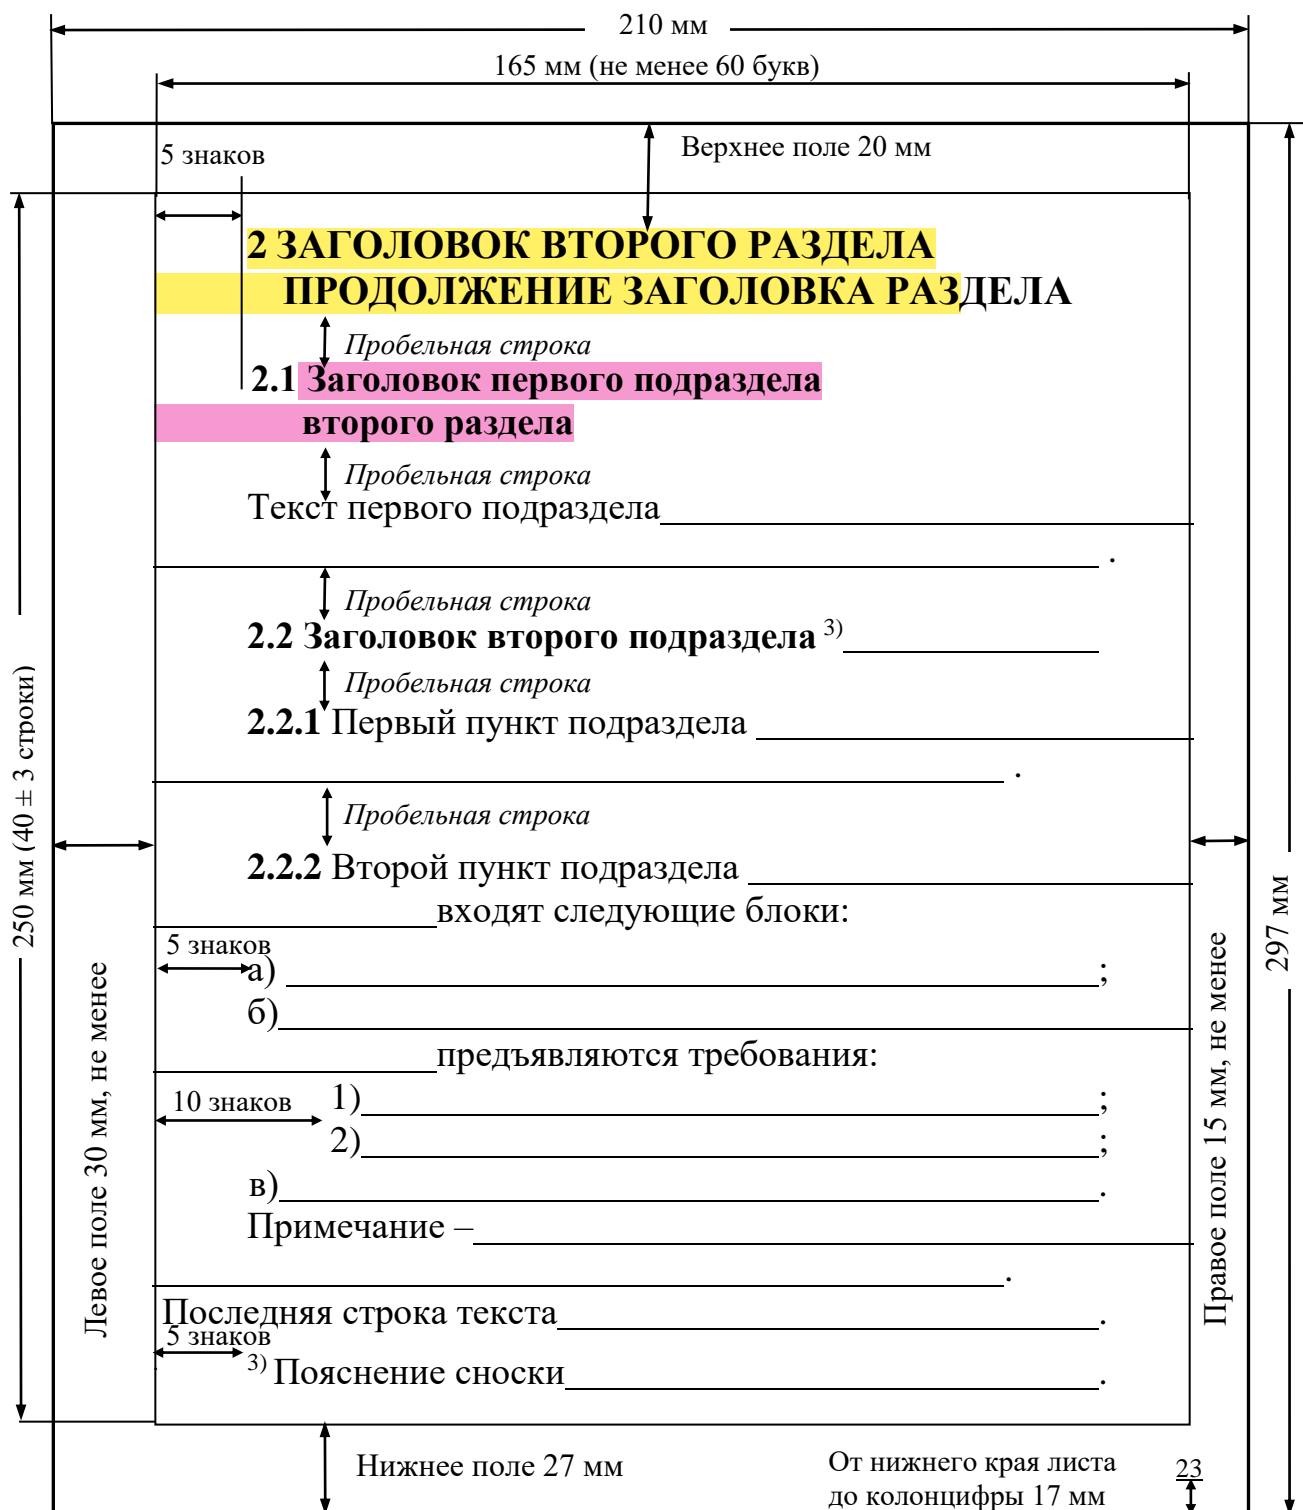 210 мм
165 мм (не менее 60 букв)
5 знаков
Верхнее поле 20 мм
2 ЗАГОЛОВОК ВТОРОГО РАЗДЕЛА
ПРОДОЛЖЕНИЕ ЗАГОЛОВКА РАЗДЕЛА
Пробельная строка
2.1 Заголовок первого подраздела
второго раздела
Пробельная строка
Текст первого подраздела
.
Пробельная строка
2.2 Заголовок второго подраздела 3)
Пробельная строка
2.2.1 Первый пункт подраздела
.
Пробельная строка
2.2.2 Второй пункт подраздела
входят следующие блоки:
5 знаков
а) ;
б)
предъявляются требования:
10 знаков
1) ;
2) ;
в) .
Примечание –
.
Последняя строка текста .
5 знаков
3) Пояснение сноски .
Нижнее поле 27 мм
От нижнего края листа
до колонцифры 17 мм
23
250 мм (40 ± 3 строки)
Левое поле 30 мм, не менее
Правое поле 15 мм, не менее
297 мм